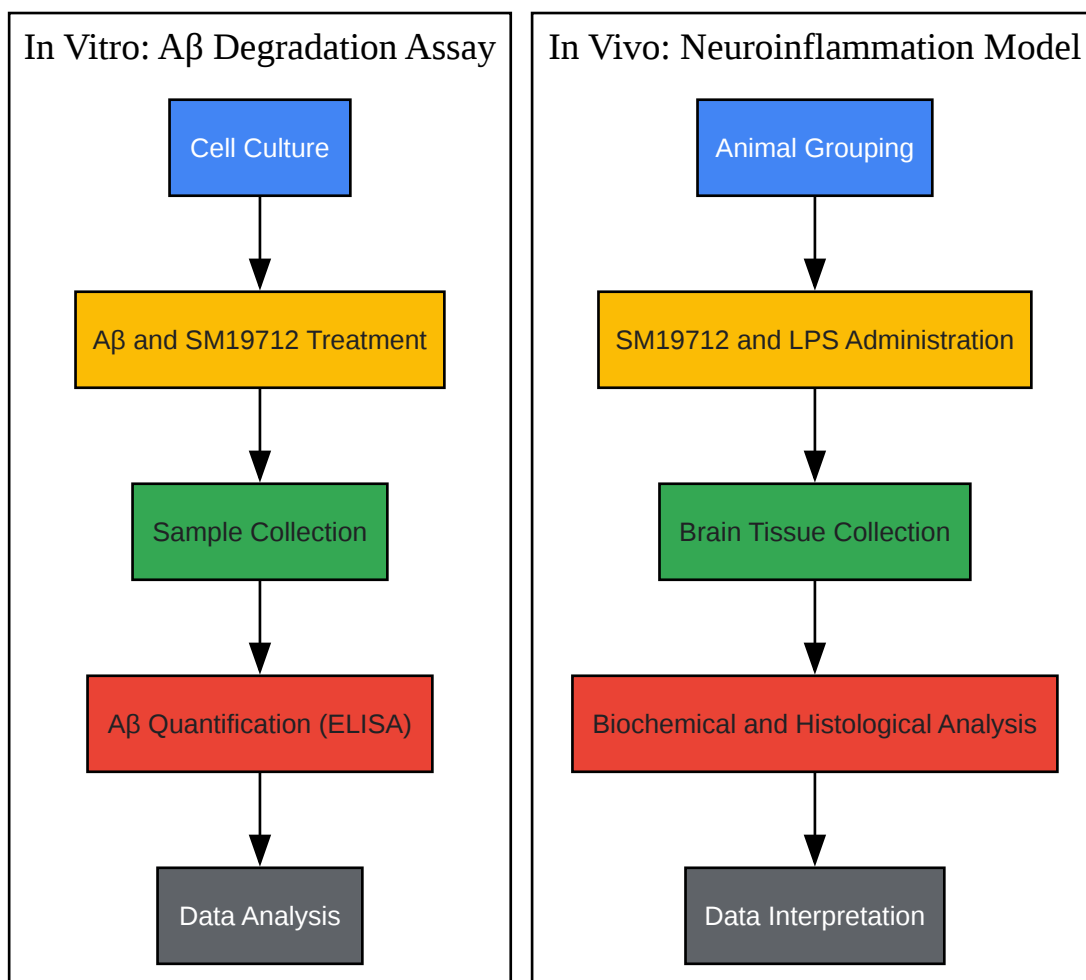 In Vitro: Aβ Degradation Assay
Cell Culture
Aβ and SM19712 Treatment
Sample Collection
Aβ Quantification (ELISA)
Data Analysis
In Vivo: Neuroinflammation Model
Animal Grouping
SM19712 and LPS Administration
Brain Tissue Collection
Biochemical and Histological Analysis
Data Interpretation